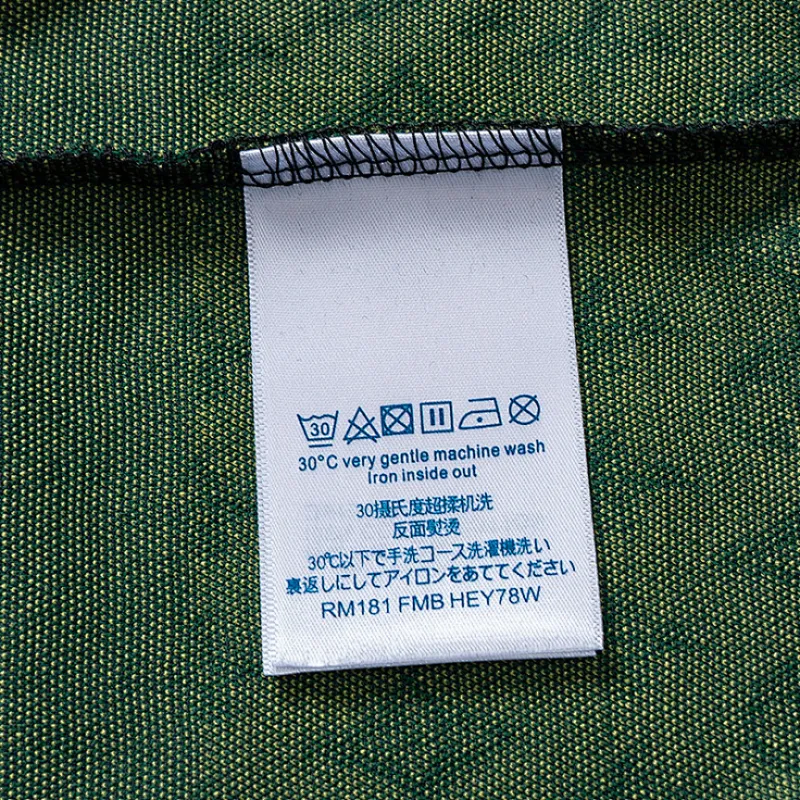 30
30°C very gentle machine wash
Iron inside out
30摄氏度超揉机洗
反面熨烫
30℃以下で手洗コース洗濯機洗い
裏返しにしてアイロンをあててください
RM181 FMB HEY78W